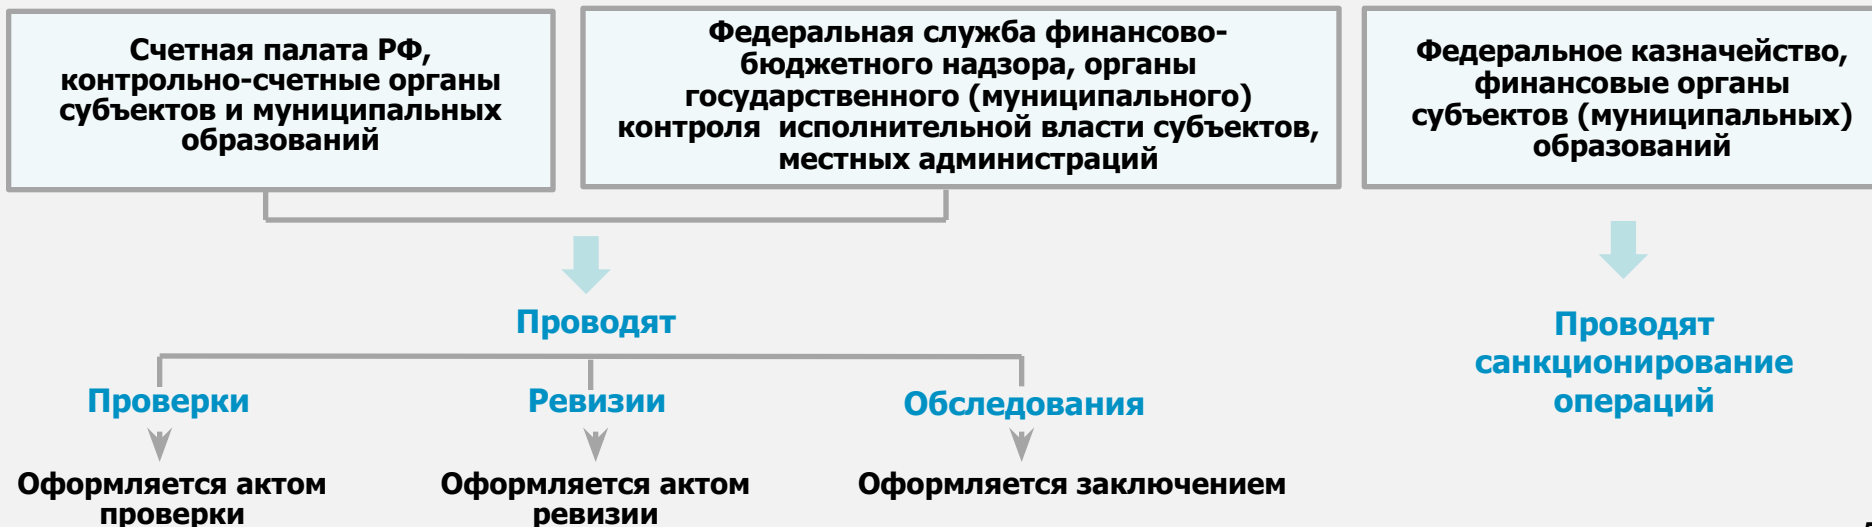 Счетная палата РФ,
контрольно-счетные органы
субъектов и муниципальных
образований
Федеральная служба финансово-
бюджетного надзора, органы
государственного (муниципального)
контроля исполнительной власти субъектов,
местных администраций
Федеральное казначейство,
финансовые органы
субъектов (муниципальных)
образований
Проводят
Проводят
санкционирование
операций
Проверки
Ревизии
Обследования
Оформляется актом
проверки
Оформляется актом
ревизии
Оформляется заключением